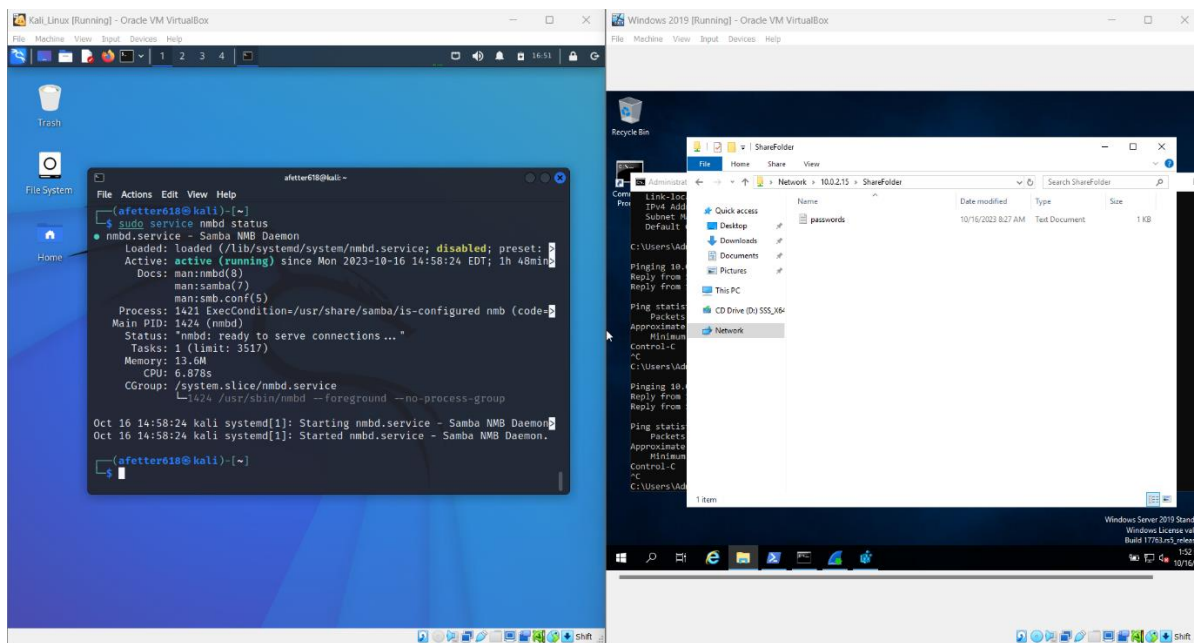 Kali_Linux [Running] - Oracle VM VirtualBox
File Machine View Input Devices Help
1 2 3 4
16:51
Trash
File System
Home
afetter618@kali: ~
File Actions Edit View Help
(afetter618㉿kali)-[~]
$ sudo service nmbd status
● nmbd.service - Samba NMB Daemon
Loaded: loaded (/lib/systemd/system/nmbd.service; disabled; preset: >
Active: active (running) since Mon 2023-10-16 14:58:24 EDT; 1h 48min>
Docs: man:nmbd(8)
man:samba(7)
man:smb.conf(5)
Process: 1421 ExecCondition=/usr/share/samba/is-configured nmb (code=>
Main PID: 1424 (nmbd)
Status: "nmbd: ready to serve connections..."
Tasks: 1 (limit: 3517)
Memory: 13.6M
CPU: 6.878s
CGroup: /system.slice/nmbd.service
└─1424 /usr/sbin/nmbd --foreground --no-process-group
Oct 16 14:58:24 kali systemd[1]: Starting nmbd.service - Samba NMB Daemon>
Oct 16 14:58:24 kali systemd[1]: Started nmbd.service - Samba NMB Daemon.
(afetter618㉿kali)-[~]
$
Shift
Windows 2019 [Running] - Oracle VM VirtualBox
File Machine View Input Devices Help
Recycle Bin
Com
Pro
Administrat
Link-loc
IPv4 Add
Subnet M
Default
C:\Users\Ad
Pinging 10.
Reply from
Reply from
Ping statis
Packets
Approximate
Minimum
Control-C
^C
C:\Users\Ad
Pinging 10.
Reply from
Reply from
Ping statis
Packets
Approximate
Minimum
Control-C
^C
C:\Users\Ad
ShareFolder
File Home Share View
Network > 10.0.2.15 > ShareFolder
Search ShareFolder
Quick access
Desktop
Downloads
Documents
Pictures
This PC
CD Drive (D:) SSS_X64
Network
Name Date modified Type Size
passwords 10/16/2023 8:27 AM Text Document 1 KB
1 item
Windows Server 2019 Stand
Windows License val
Build 17763.rs5_releas
1:52
10/16/
Shift